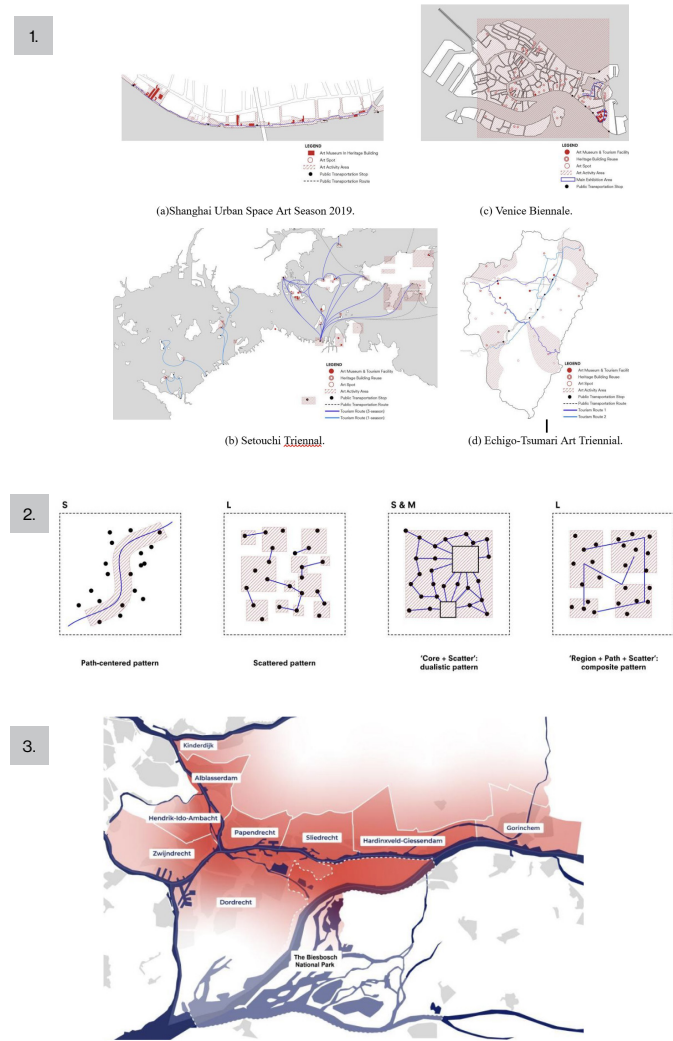 1.
LEGEND
Art Museum in Heritage Building
Art Spot
Art Activity Area
Public Transportation Stop
Public Transportation Route
(a)Shanghai Urban Space Art Season 2019.
LEGEND
Art Museum & Tourism Facility
Heritage Building Reuse
Art Spot
Art Activity Area
Main Exhibition Area
Public Transportation Stop
(c) Venice Biennale.
LEGEND
Art Museum & Tourism Facility
Heritage Building Reuse
Art Spot
Art Activity Area
Public Transportation Stop
Public Transportation Route
Tourism Route (3-season)
Tourism Route (1-season)
(b) Setouchi Triennal.
LEGEND
Art Museum & Tourism Facilit
Heritage Building Reuse
Art Spot
Art Activity Area
Public Transportation Stop
Public Transportation Route
Tourism Route 1
Tourism Route 2
(d) Echigo-Tsumari Art Triennial.
2.
S
L
S & M
L
Path-centered pattern
Scattered pattern
'Core + Scatter':
dualistic pattern
'Region + Path + Scatter':
composite pattern
3.
Kinderdijk
Alblasserdam
Hendrik-Ido-Ambacht
Papendrecht
Sliedrecht
Hardinxveld-Giessendam
Gorinchem
Zwijndrecht
Dordrecht
The Biesbosch
National Park